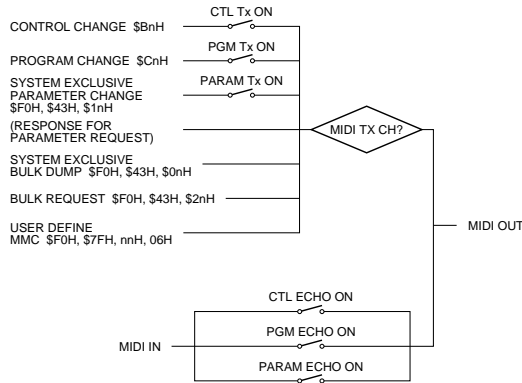 CTL Tx ON
CONTROL CHANGE $BnH
PGM Tx ON
PROGRAM CHANGE $CnH
SYSTEM EXCLUSIVE
PARAMETER CHANGE
$F0H, $43H, $1nH
PARAM Tx ON
(RESPONSE FOR
PARAMETER REQUEST)
MIDI TX CH?
SYSTEM EXCLUSIVE
BULK DUMP $F0H, $43H, $0nH
BULK REQUEST $F0H, $43H, $2nH
USER DEFINE
MMC $F0H, $7FH, nnH, 06H
MIDI OUT
CTL ECHO ON
PGM ECHO ON
MIDI IN
PARAM ECHO ON